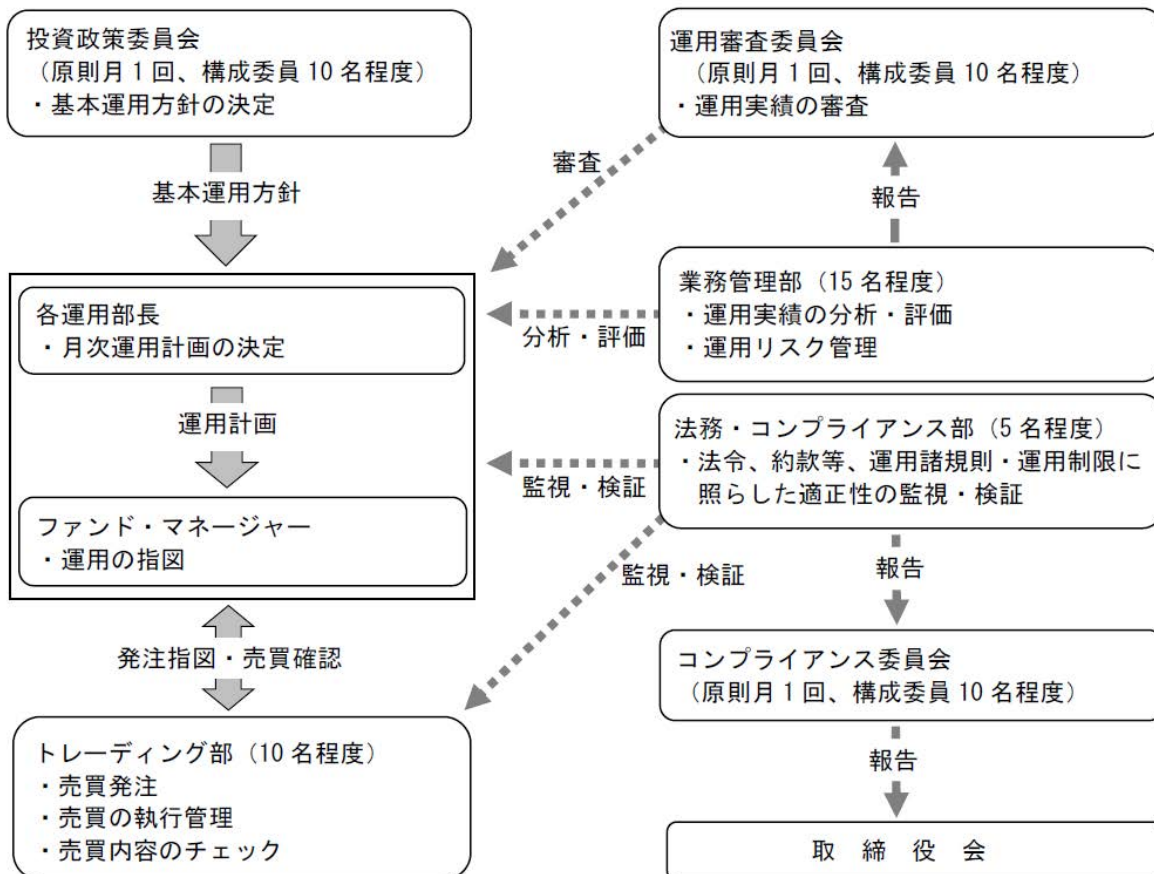 投資政策委員会
（原則月1回、構成委員10名程度）
・基本運用方針の決定
基本運用方針
各運用部長
・月次運用計画の決定
運用計画
ファンド・マネージャー
・運用の指図
発注指図・売買確認
トレーディング部（10名程度）
・売買発注
・売買の執行管理
・売買内容のチェック
運用審査委員会
（原則月1回、構成委員10名程度）
・運用実績の審査
審査
報告
業務管理部（15名程度）
・運用実績の分析・評価
・運用リスク管理
分析・評価
法務・コンプライアンス部（5名程度）
・法令、約款等、運用諸規則・運用制限に
照らした適正性の監視・検証
監視・検証
監視・検証
報告
コンプライアンス委員会
（原則月1回、構成委員10名程度）
報告
取　締　役　会